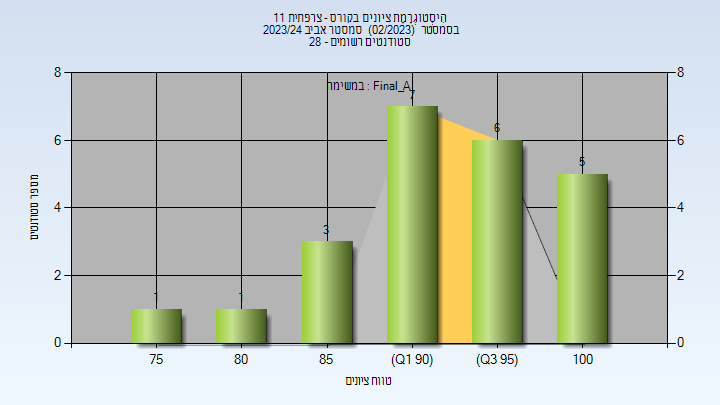 היסטוגרמת ציונים בקורס - צרפתית 11
בסמסטר (02/2023) סמסטר אביב 2023/24
סטודנטים רשומים - 28
במשימה : Final_A
8
6
4
2
0
8
6
4
2
0
1
1
3
7
6
5
75
80
85
(Q1 90)
(Q3 95)
100
מספר סטודנטים
טווח ציונים